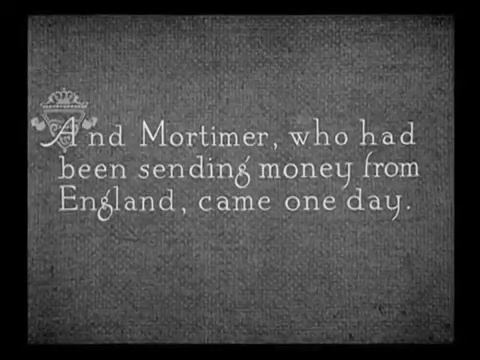 And Mortimer, who had
been sending money from
England, came one day.